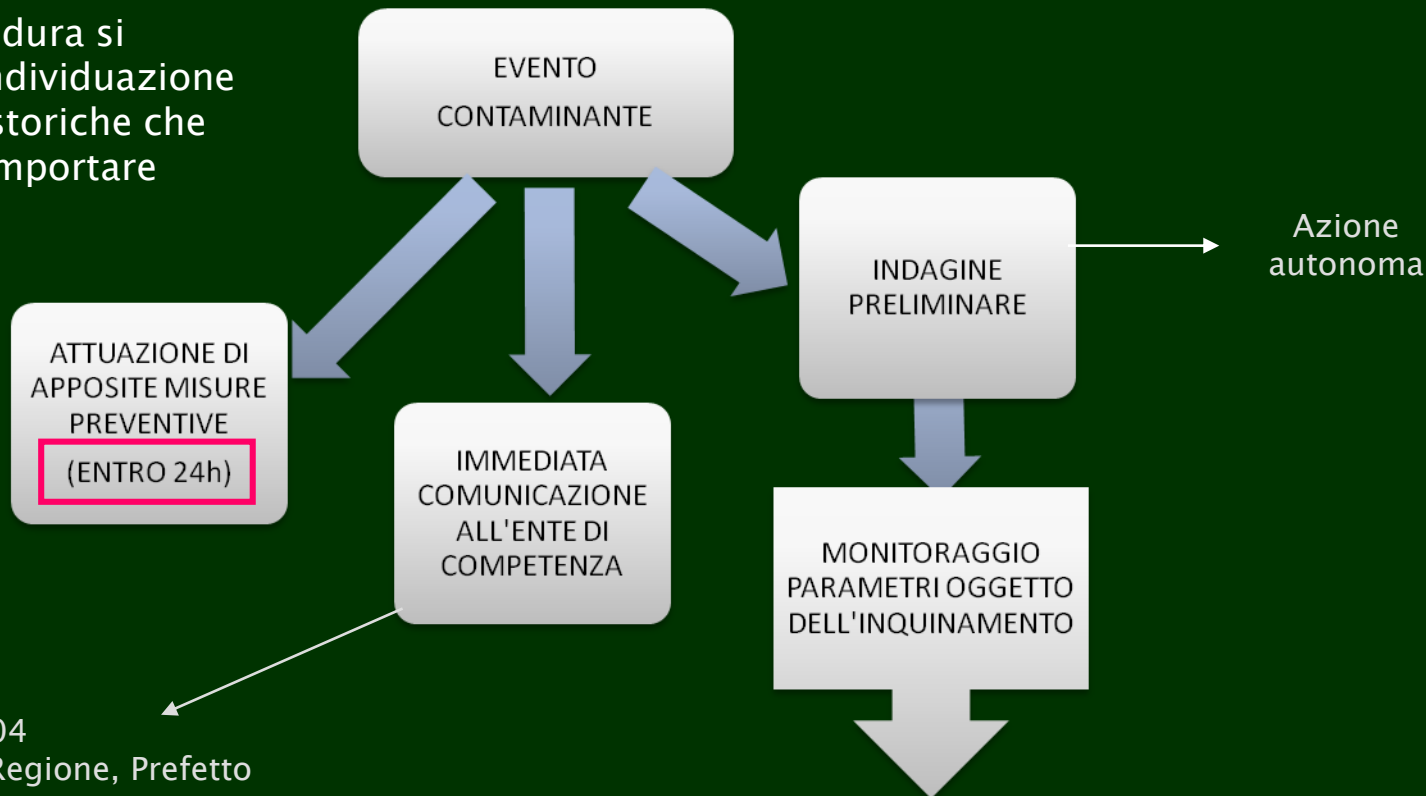 dura si
ndividuazione
storiche che
mportare
EVENTO
CONTAMINANTE
INDAGINE
PRELIMINARE
Azione
autonoma
ATTUAZIONE DI
APPOSITE MISURE
PREVENTIVE
(ENTRO 24h)
IMMEDIATA
COMUNICAZIONE
ALL'ENTE DI
COMPETENZA
MONITORAGGIO
PARAMETRI OGGETTO
DELL'INQUINAMENTO
04
Regione, Prefetto